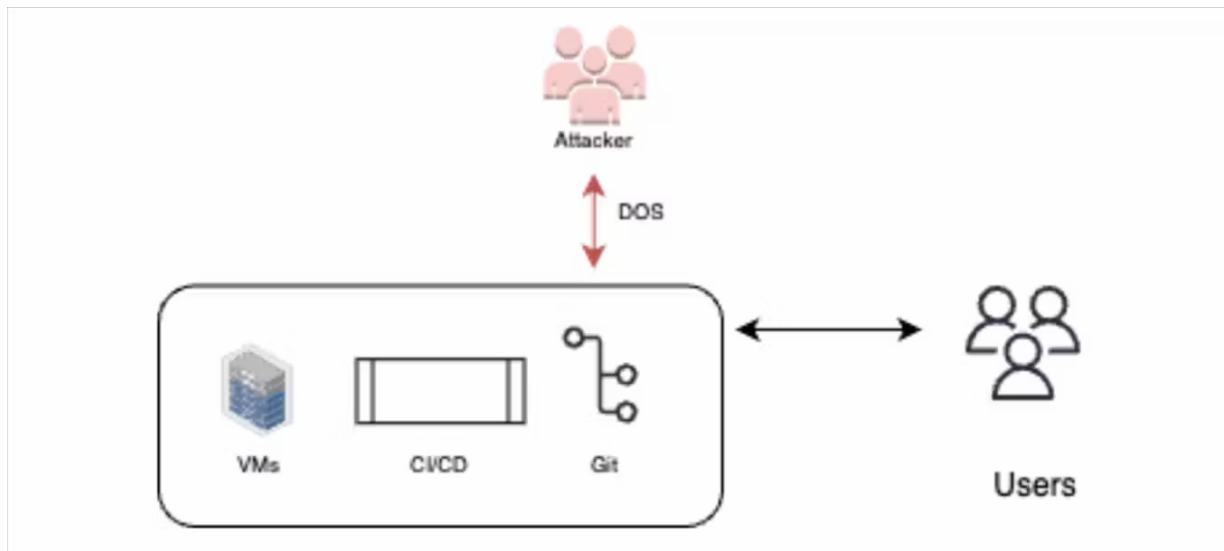 Attacker
DOS
VMs
CI/CD
Git
Users